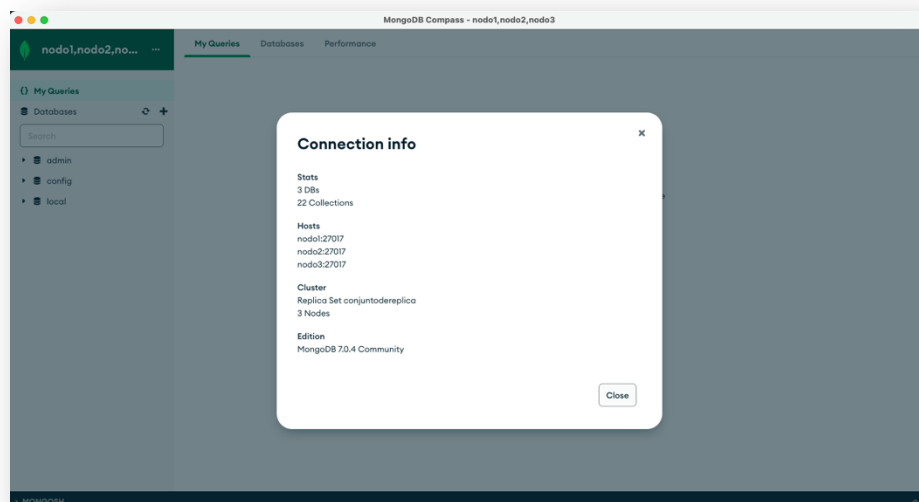 MongoDB Compass - nodo1,nodo2,nodo3
nodo1,nodo2,no...
My Queries
Databases
Performance
{} My Queries
Databases
Search
admin
config
local
Connection info
Stats
3 DBs
22 Collections
Hosts
nodo1:27017
nodo2:27017
nodo3:27017
Cluster
Replica Set conjuntodereplica
3 Nodes
Edition
MongoDB 7.0.4 Community
Close
>_MONGOSH